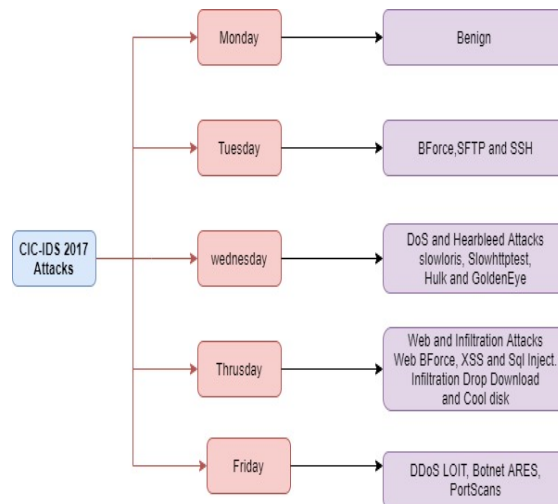 Monday
Benign
Tuesday
BForce,SFTP and SSH
CIC-IDS 2017
Attacks
wednesday
DoS and Hearbleed Attacks
slowloris, Slowhttptest,
Hulk and GoldenEye
Thrusday
Web and Infiltration Attacks
Web BForce, XSS and Sql Inject.
Infiltration Drop Download
and Cool disk
Friday
DDoS LOIT, Botnet ARES,
PortScans